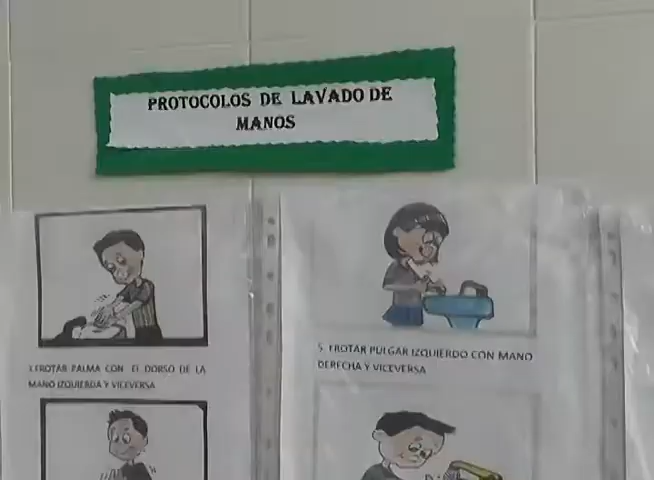 PROTOCOLOS DE LAVADO DE
MANOS
FROTAR PALMA CON EL DORSO DE LA
MANO IZQUIERDA Y VICEVERSA
5. FROTAR PULGAR IZQUIERDO CON MANO
DERECHA Y VICEVERSA